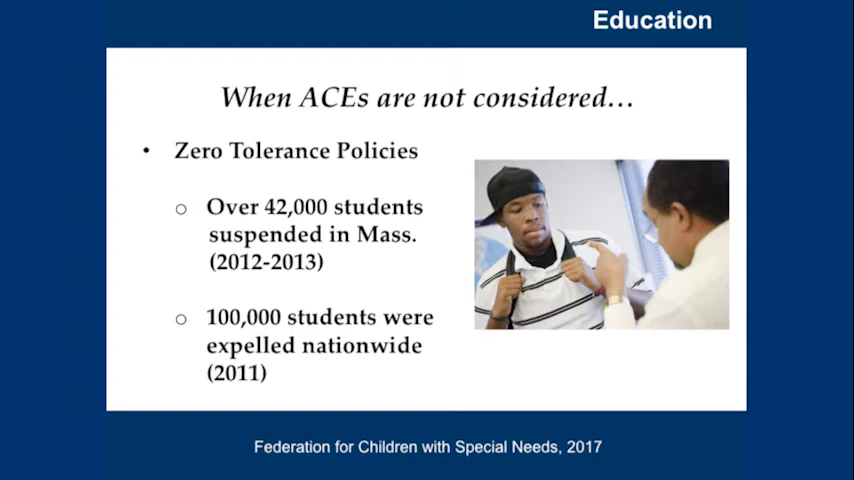 Education
When ACEs are not considered…
• Zero Tolerance Policies
o Over 42,000 students
suspended in Mass.
(2012-2013)
o 100,000 students were
expelled nationwide
(2011)
Federation for Children with Special Needs, 2017